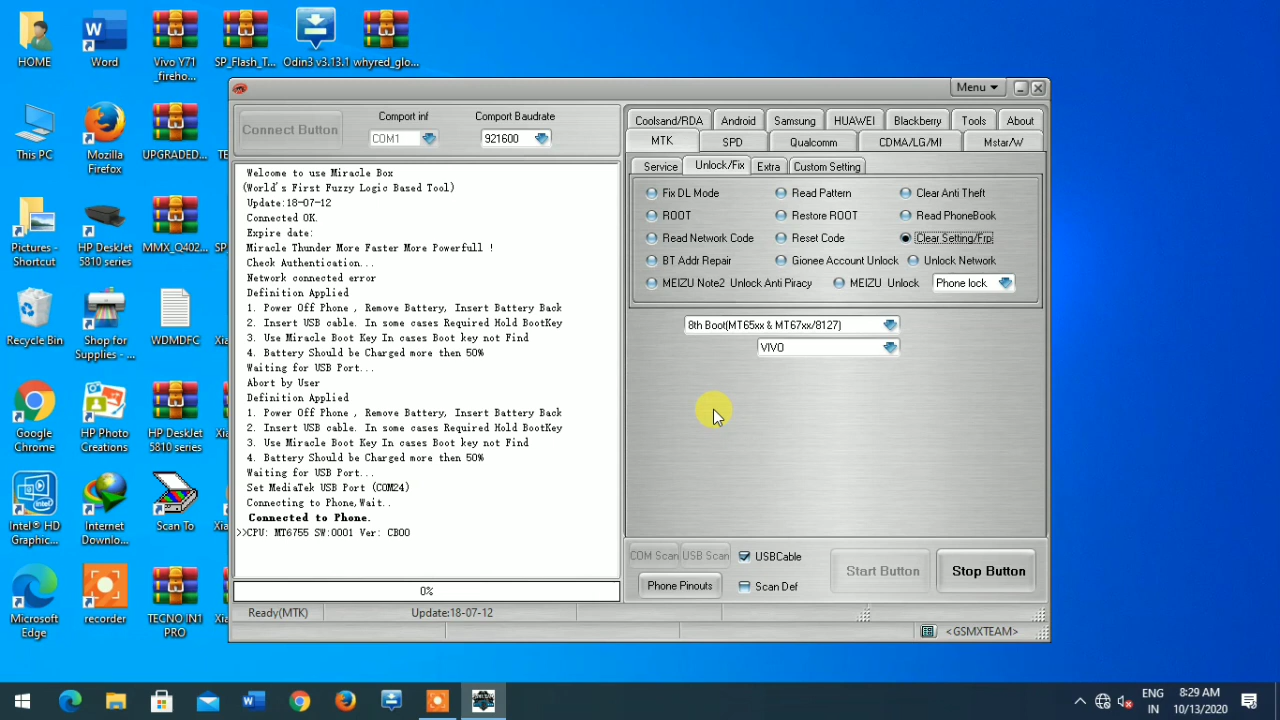 HOME
Word
Vivo Y71
_fireho...
SP_Flash_T...
Odin3 v3.13.1
whyred_glo...
This PC
Mozilla
Firefox
UPGRADED...
Pictures -
Shortcut
HP DeskJet
5810 series
MMX_Q402...
Recycle Bin
Shop for
Supplies - ...
WDMDFC
Google
Chrome
HP Photo
Creations
HP DeskJet
5810 series
Intel® HD
Graphic...
Internet
Downlo...
Scan To
Microsoft
Edge
recorder
TECNO IN1
PRO
Menu
Connect Button
Comport inf
COM1
Comport Baudrate
921600
Welcome to use Miracle Box
(World's First Fuzzy Logic Based Tool)
Update:18-07-12
Connected OK.
Expire date:
Miracle Thunder More Faster More Powerfull !
Check Authentication...
Network connected error
Definition Applied
1. Power Off Phone , Remove Battery, Insert Battery Back
2. Insert USB cable. In some cases Required Hold BootKey
3. Use Miracle Boot Key In cases Boot key not Find
4. Battery Should be Charged more then 50%
Waiting for USB Port...
Abort by User
Definition Applied
1. Power Off Phone , Remove Battery, Insert Battery Back
2. Insert USB cable. In some cases Required Hold BootKey
3. Use Miracle Boot Key In cases Boot key not Find
4. Battery Should be Charged more then 50%
Waiting for USB Port...
Set MediaTek USB Port (COM24)
Connecting to Phone,Wait..
Connected to Phone.
>>CPU: MT6755 SW:0001 Ver: CB00
0%
Ready(MTK)
Update:18-07-12
Coolsand/RDA Android Samsung HUAWEI Blackberry Tools About
MTK SPD Qualcomm CDMA/LG/MI Mstar/W
Service Unlock/Fix Extra Custom Setting
Fix DL Mode Read Pattern Clear Anti Theft
ROOT Restore ROOT Read PhoneBook
Read Network Code Reset Code Clear Setting/Frp
BT Addr Repair Gionee Account Unlock Unlock Network
MEIZU Note2 Unlock Anti Piracy MEIZU Unlock Phone lock
8th Boot(MT65xx & MT67xx/8127)
VIVO
COM Scan USB Scan USBCable
Phone Pinouts Scan Def
Start Button
Stop Button
<GSMXTEAM>
ENG
IN
8:29 AM
10/13/2020